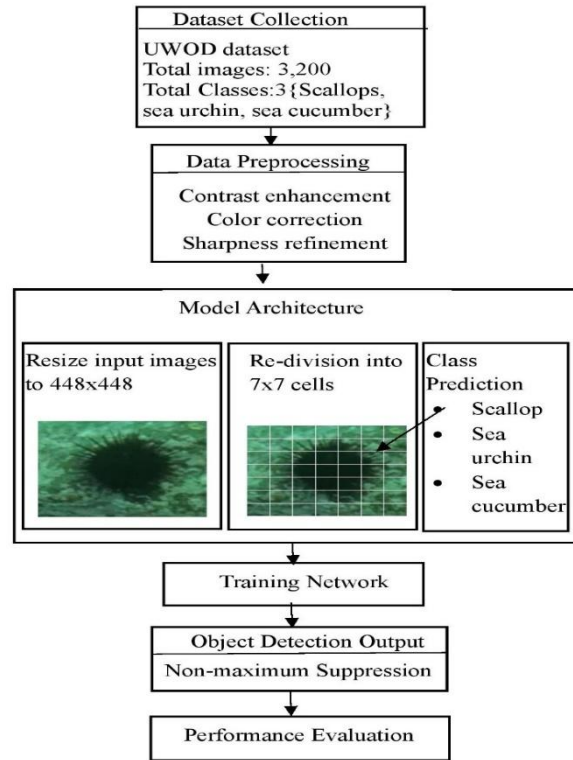 Dataset Collection
UWOD dataset
Total images: 3,200
Total Classes:3{Scallops,
sea urchin, sea cucumber}
Data Preprocessing
Contrast enhancement
Color correction
Sharpness refinement
Model Architecture
Resize input images
to 448x448
Re-division into
7x7 cells
Class
Prediction
• Scallop
• Sea
urchin
• Sea
cucumber
Training Network
Object Detection Output
Non-maximum Suppression
Performance Evaluation